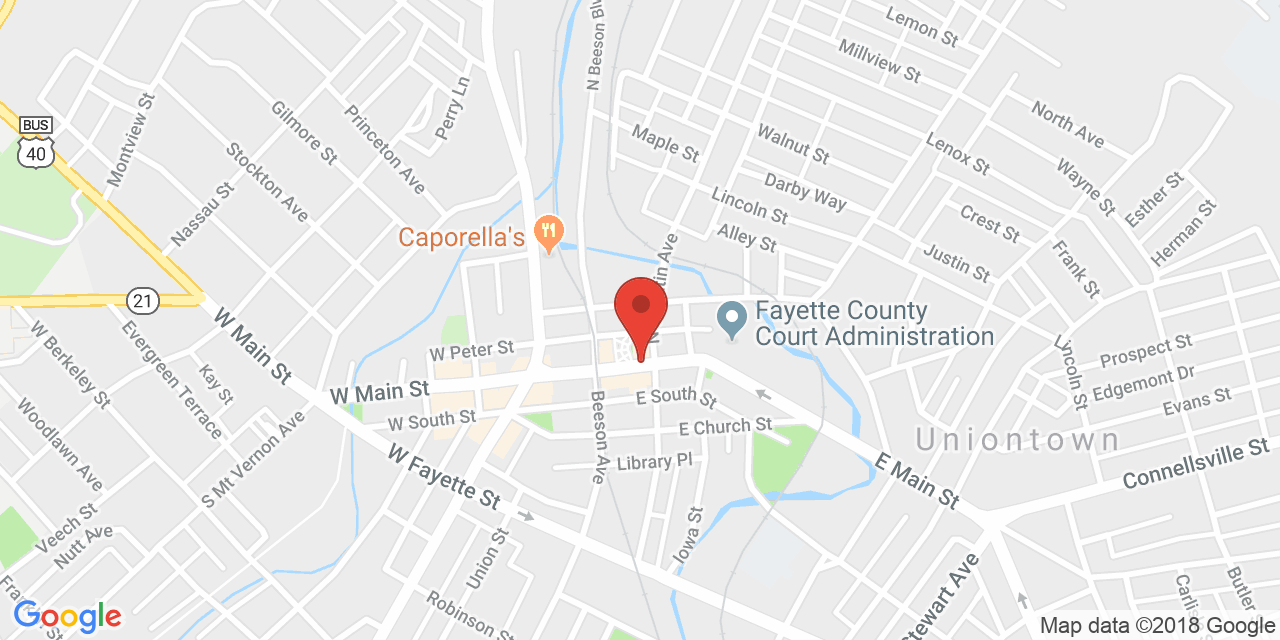 Lemon St
N Beeson Blv
Millview St
Perry Ln
Princeton Ave
Gilmore St
North Ave
BUS
40
Montview St
Stockton Ave
Maple St
Walnut St
Lenox St
Wayne St
Esther St
Darby Way
Nassau St
Lincoln St
Crest St
Herman St
Caporella's
Alley St
Justin St
Frank St
tin Ave
21
Fayette County
Court Administration
W Main St
N
W Berkeley St
Evergreen Terrace
W Peter St
Lincoln St
Prospect St
Kay St
Edgemont Dr
W Main St
E South St
Evans St
Woodlawn Ave
W South St
Beeson Ave
E Church St
Uniontown
S Mt Vernon Ave
W Fayette St
Library Pl
E Main St
Connellsville St
Veech St
Nutt Ave
Union St
Iowa St
Stewart Ave
Robinson St
Carlis
Butler
Google
Map data ©2018 Google